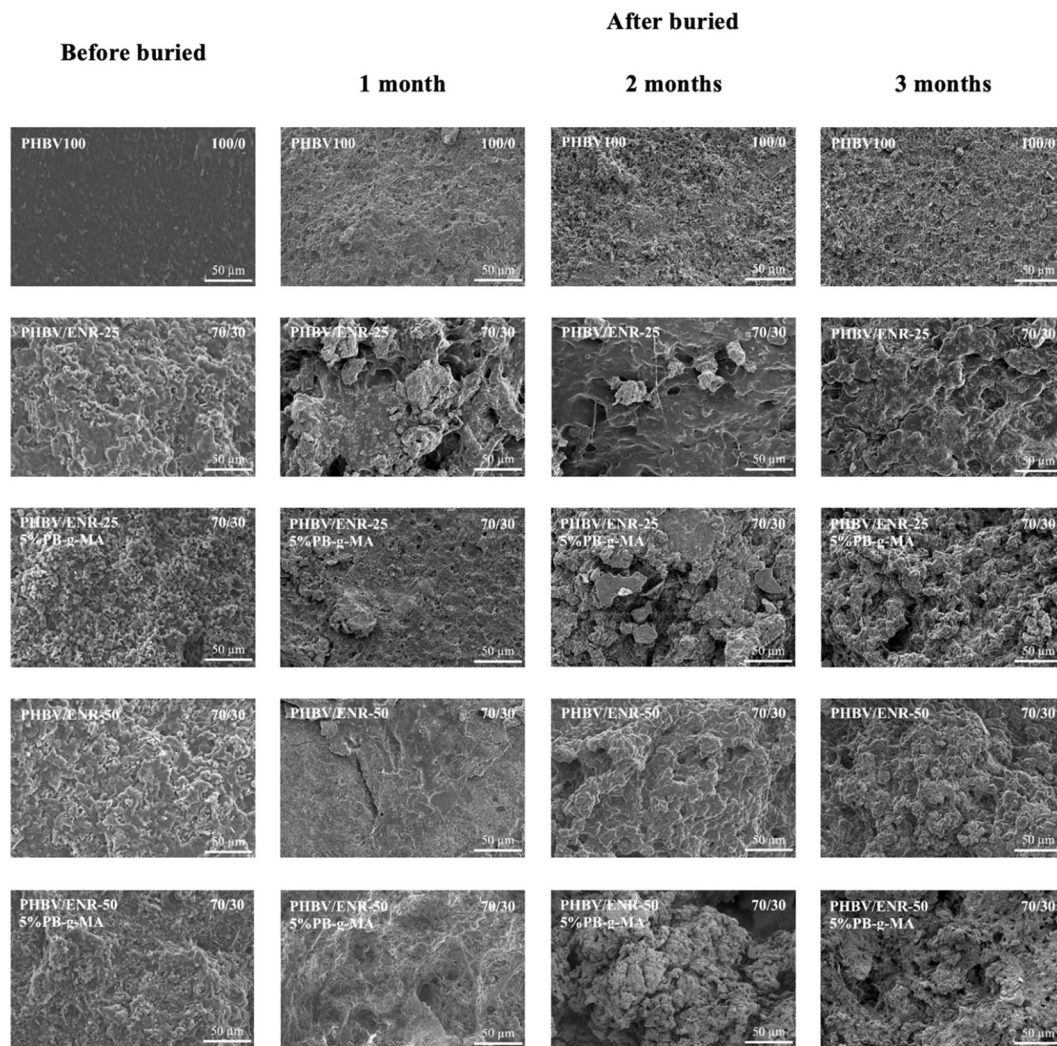 After buried
Before buried
1 month
2 months
3 months
PHBV100 100/0
50 µm
PHBV100 100/0
50 µm
PHBV100 100/0
50 µm
PHBV100 100/0
50 µm
PHBV/ENR-25 70/30
50 µm
PHBV/ENR-25 70/30
50 µm
PHBV/ENR-25 70/30
50 µm
PHBV/ENR-25 70/30
50 µm
PHBV/ENR-25 70/30
5%PB-g-MA
50 µm
PHBV/ENR-25 70/30
5%PB-g-MA
50 µm
PHBV/ENR-25 70/30
5%PB-g-MA
50 µm
PHBV/ENR-25 70/30
5%PB-g-MA
50 µm
PHBV/ENR-50 70/30
50 µm
PHBV/ENR-50 70/30
50 µm
PHBV/ENR-50 70/30
50 µm
PHBV/ENR-50 70/30
50 µm
PHBV/ENR-50 70/30
5%PB-g-MA
50 µm
PHBV/ENR-50 70/30
5%PB-g-MA
50 µm
PHBV/ENR-50 70/30
5%PB-g-MA
50 µm
PHBV/ENR-50 70/30
5%PB-g-MA
50 µm